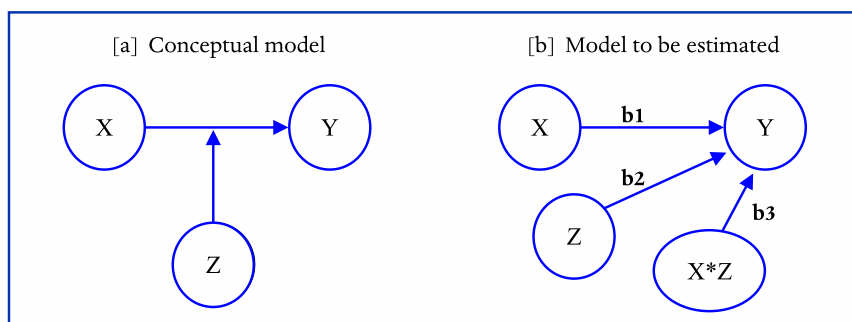 [a] Conceptual model
X
Y
Z
[b] Model to be estimated
X
b1
Y
b2
Z
b3
X*Z